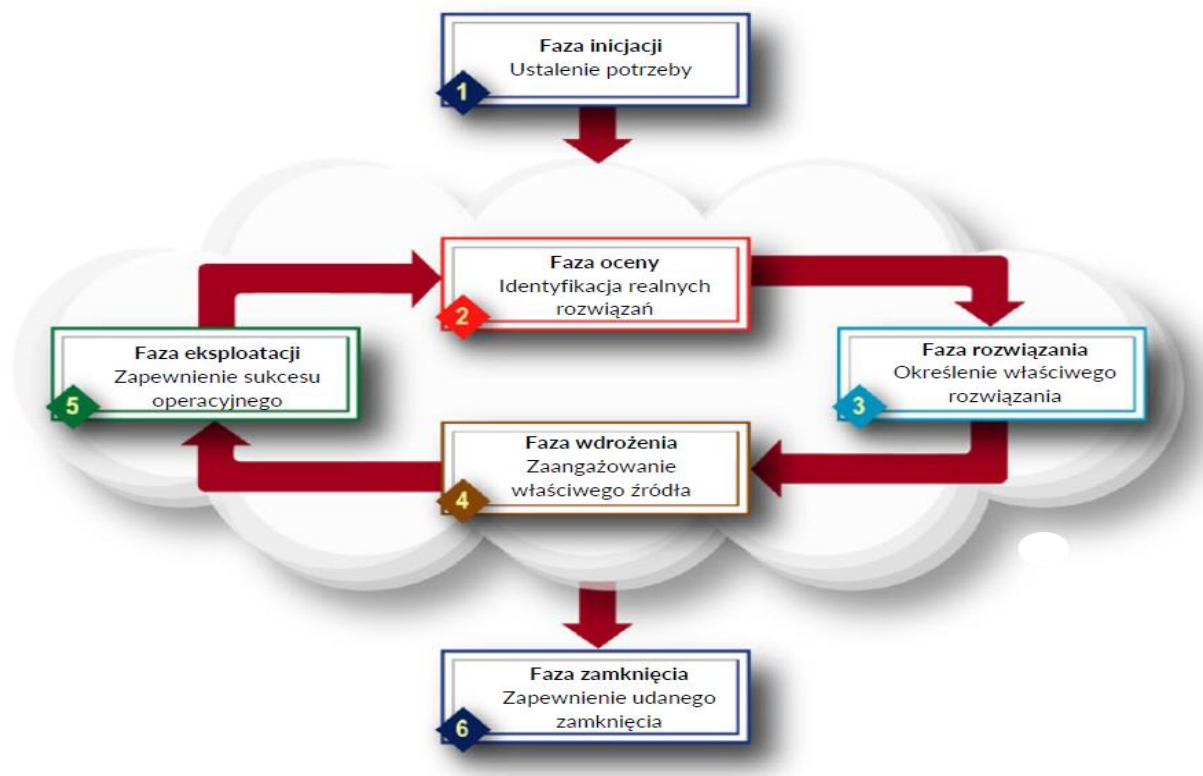 Faza inicjacji
Ustalenie potrzeby
1
Faza oceny
Identyfikacja realnych
rozwiązań
2
Faza rozwiązania
Określenie właściwego
rozwiązania
3
Faza wdrożenia
Zaangażowanie
właściwego źródła
4
Faza eksploatacji
Zapewnienie sukcesu
operacyjnego
5
Faza zamknięcia
Zapewnienie udanego
zamknięcia
6